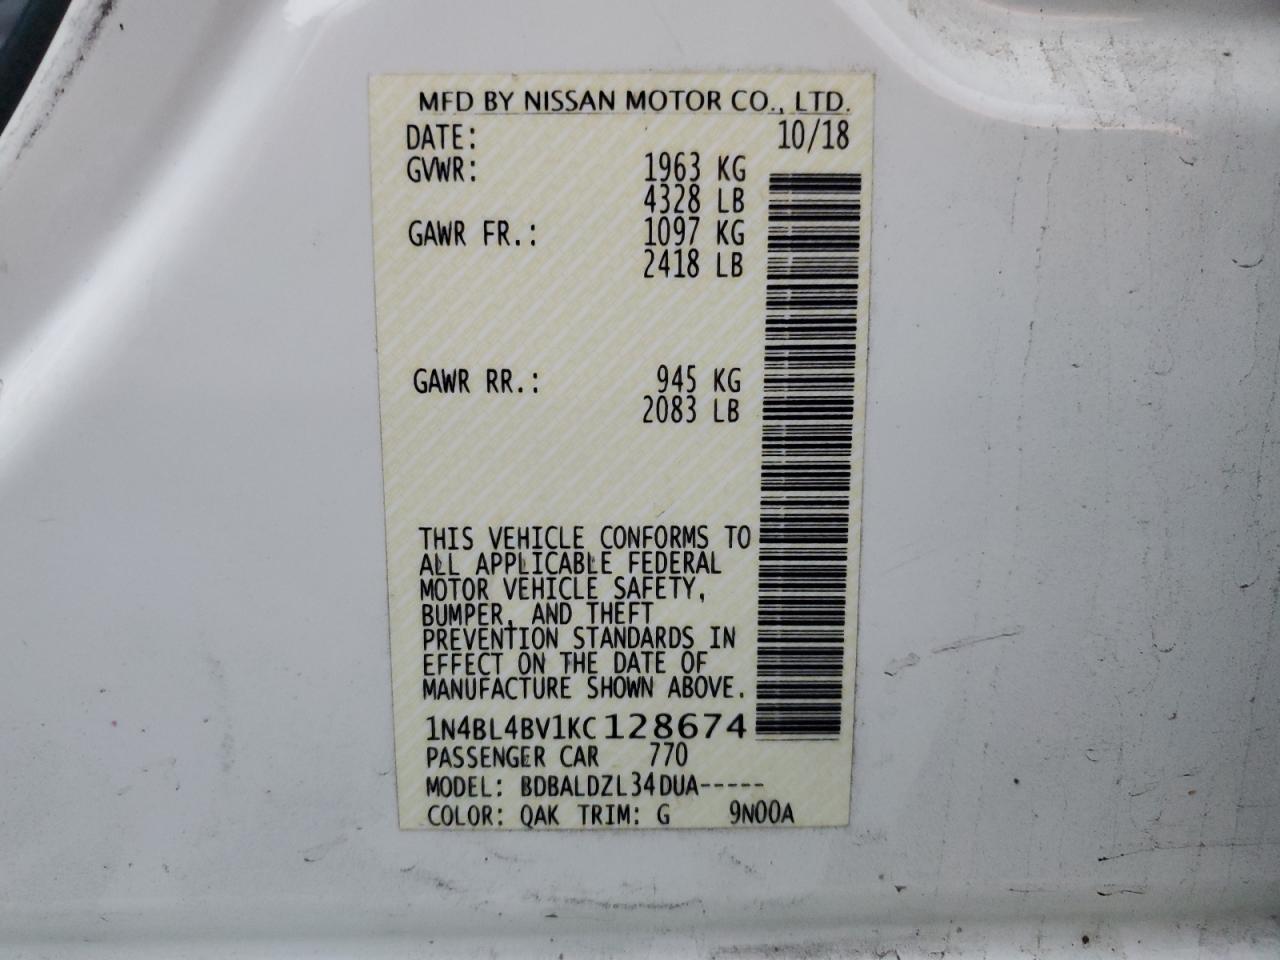 MFD BY NISSAN MOTOR CO., LTD.
DATE: 10/18
GVWR: 1963 KG
4328 LB
GAWR FR.: 1097 KG
2418 LB
GAWR RR.: 945 KG
2083 LB
THIS VEHICLE CONFORMS TO
ALL APPLICABLE FEDERAL
MOTOR VEHICLE SAFETY,
BUMPER, AND THEFT
PREVENTION STANDARDS IN
EFFECT ON THE DATE OF
MANUFACTURE SHOWN ABOVE.
1N4BL4BV1KC128674
PASSENGER CAR 770
MODEL: BDBALDZL34DUA-----
COLOR: QAK TRIM: G 9N00A